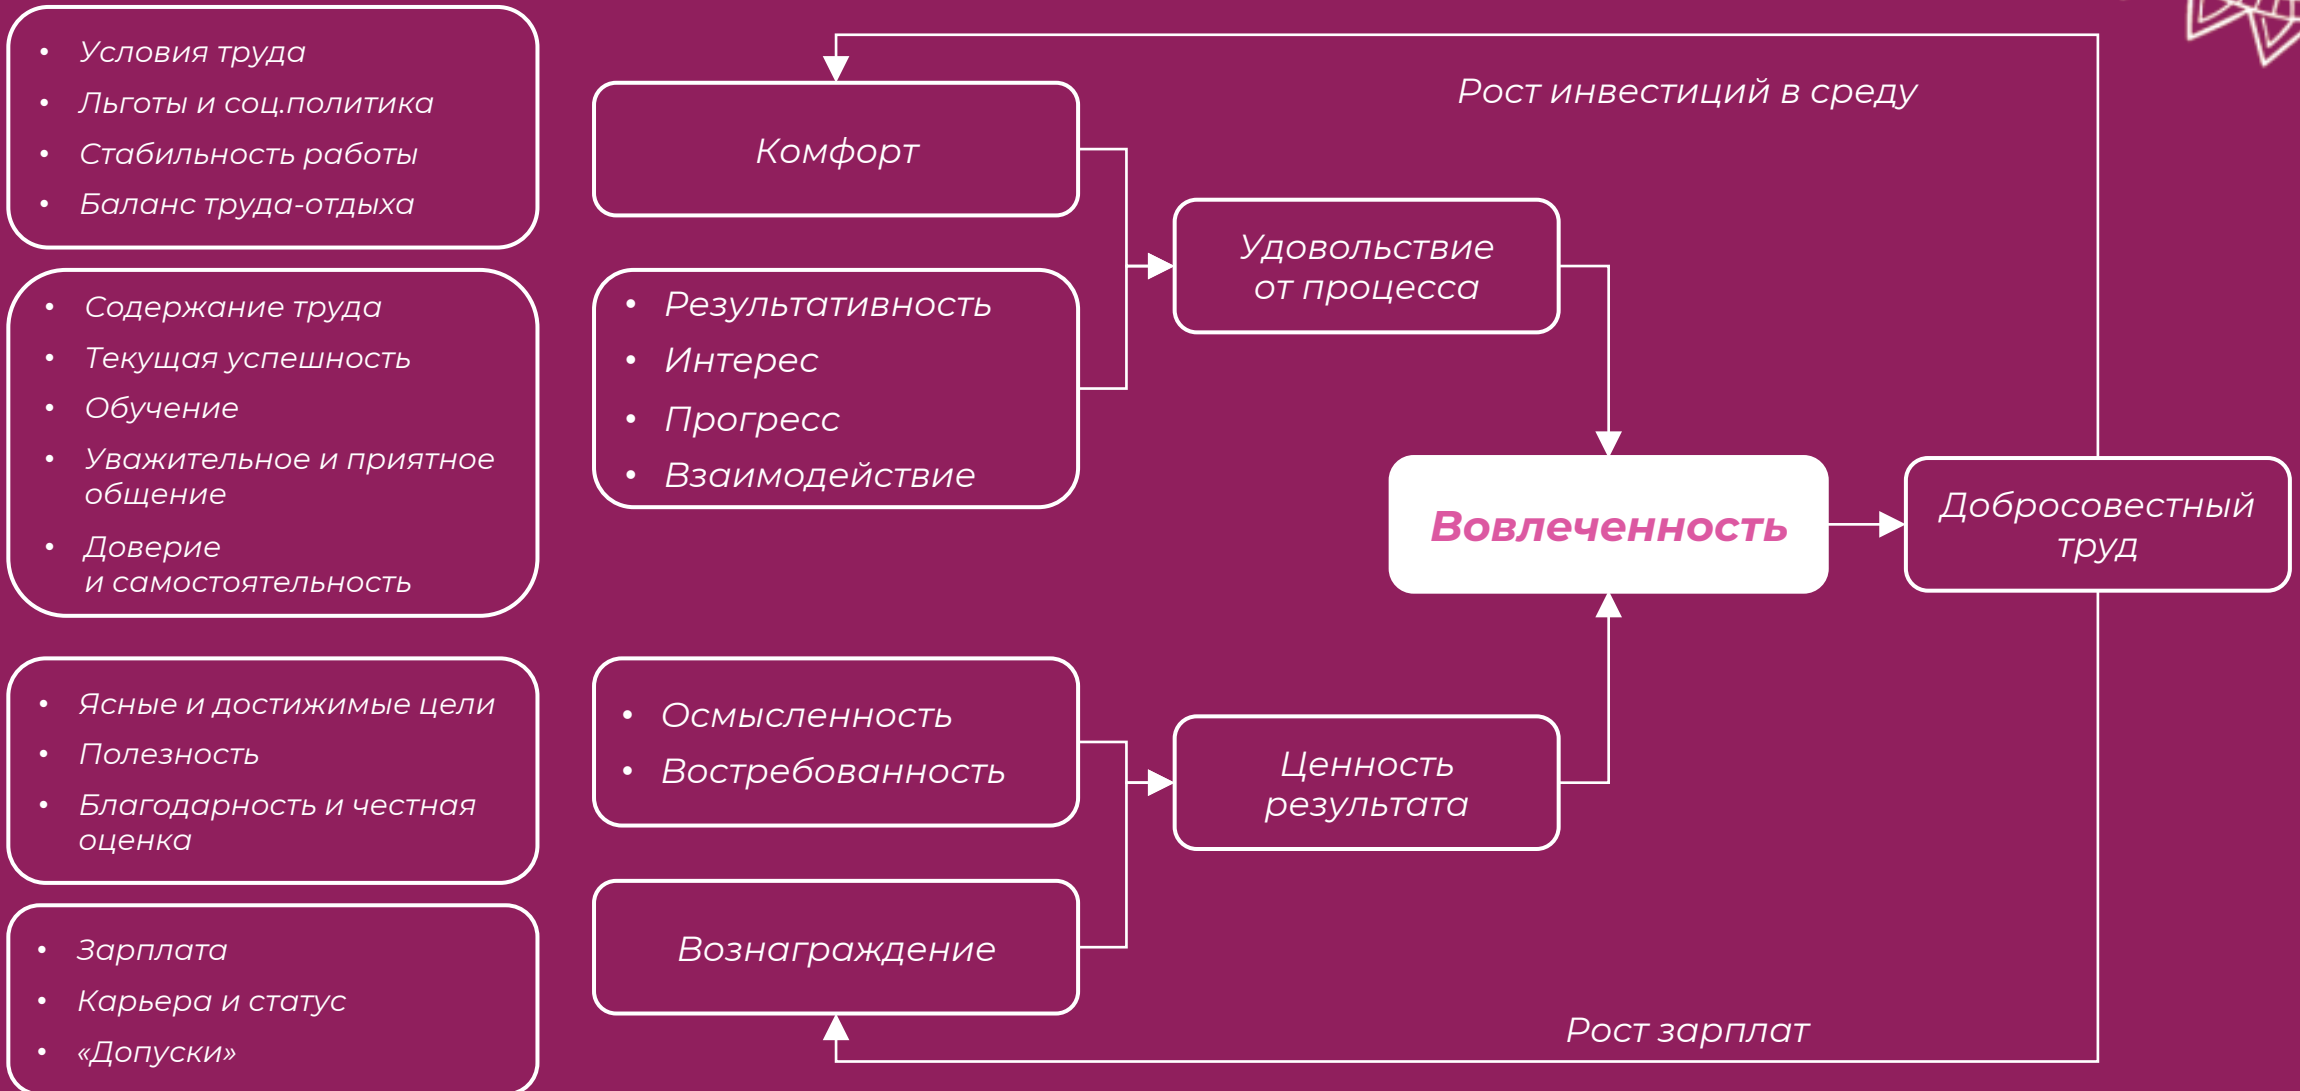 • Условия труда
• Льготы и соц.политика
• Стабильность работы
• Баланс труда-отдыха
• Содержание труда
• Текущая успешность
• Обучение
• Уважительное и приятное
общение
• Доверие
и самостоятельность
• Ясные и достижимые цели
• Полезность
• Благодарность и честная
оценка
• Зарплата
• Карьера и статус
• «Допуски»
Комфорт
• Результативность
• Интерес
• Прогресс
• Взаимодействие
• Осмысленность
• Востребованность
Вознаграждение
Удовольствие
от процесса
Ценность
результата
Рост инвестиций в среду
Вовлеченность
Добросовестный
труд
Рост зарплат